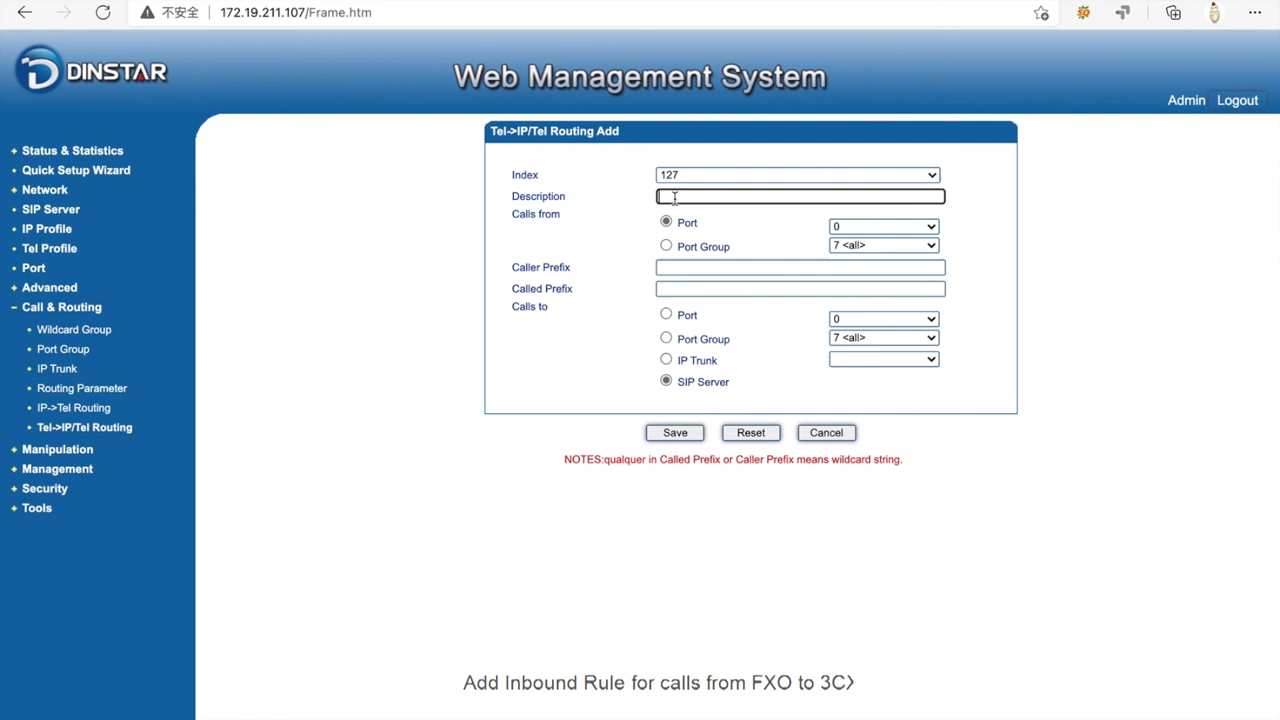 不安全 172.19.211.107/Frame.htm
DINSTAR
Web Management System
Admin Logout
Status & Statistics
Quick Setup Wizard
Network
SIP Server
IP Profile
Tel Profile
Port
Advanced
Call & Routing
Wildcard Group
Port Group
IP Trunk
Routing Parameter
IP->Tel Routing
Tel->IP/Tel Routing
Manipulation
Management
Security
Tools
Tel->IP/Tel Routing Add
Index 127
Description
Calls from
Port 0
Port Group 7 <all>
Caller Prefix
Called Prefix
Calls to
Port 0
Port Group 7 <all>
IP Trunk
SIP Server
Save Reset Cancel
NOTES:qualquer in Called Prefix or Caller Prefix means wildcard string.
Add Inbound Rule for calls from FXO to